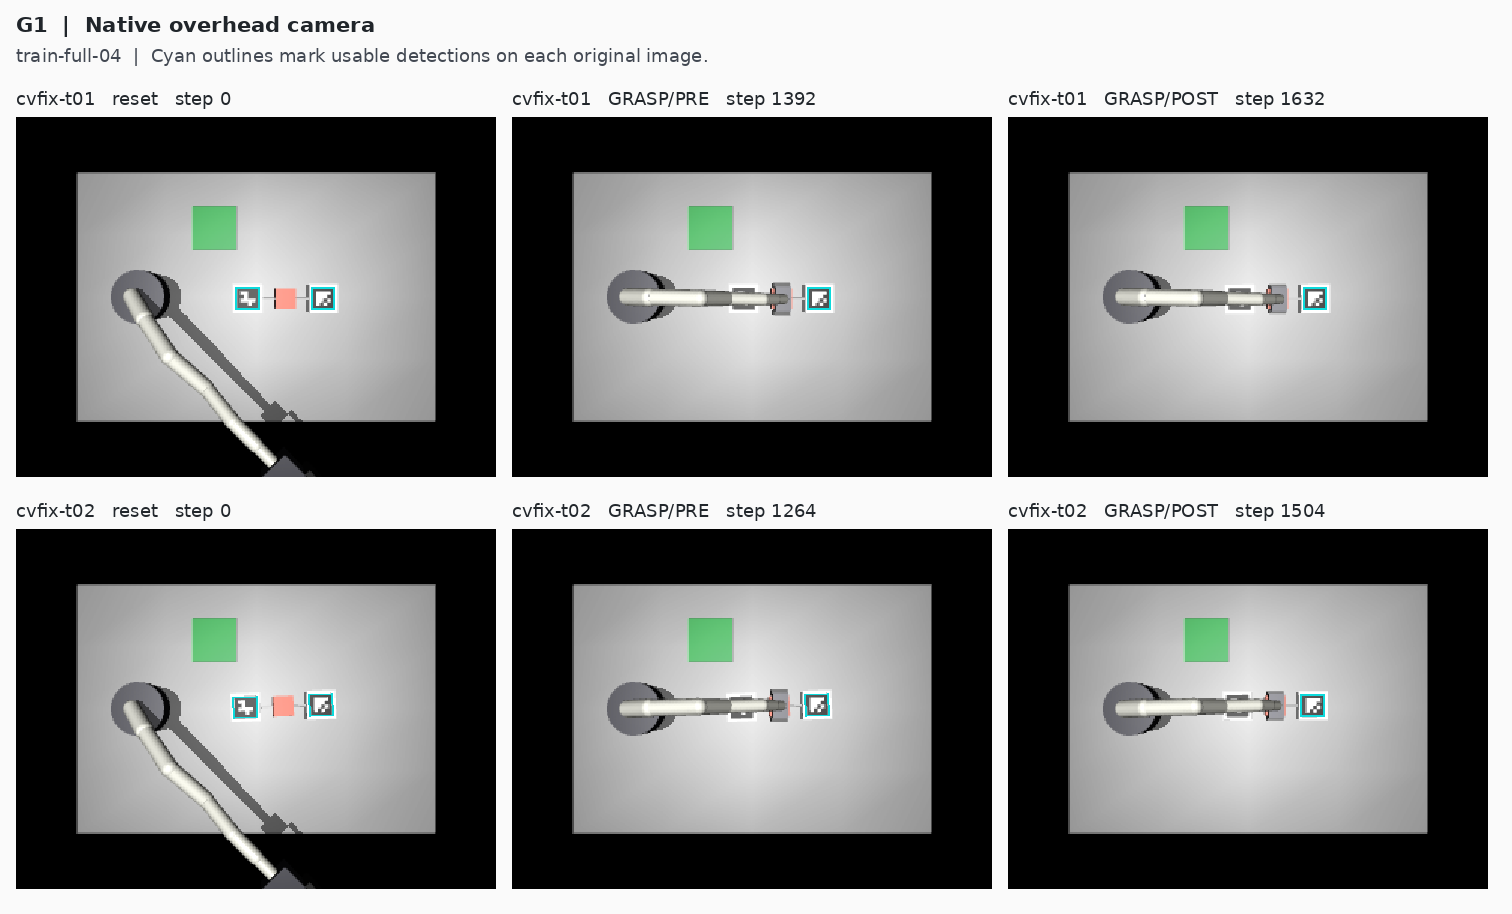 G1  |  Native overhead camera
train-full-04  |  Cyan outlines mark usable detections on each original image.
cvfix-t01   reset   step 0
cvfix-t01   GRASP/PRE   step 1392
cvfix-t01   GRASP/POST   step 1632
cvfix-t02   reset   step 0
cvfix-t02   GRASP/PRE   step 1264
cvfix-t02   GRASP/POST   step 1504